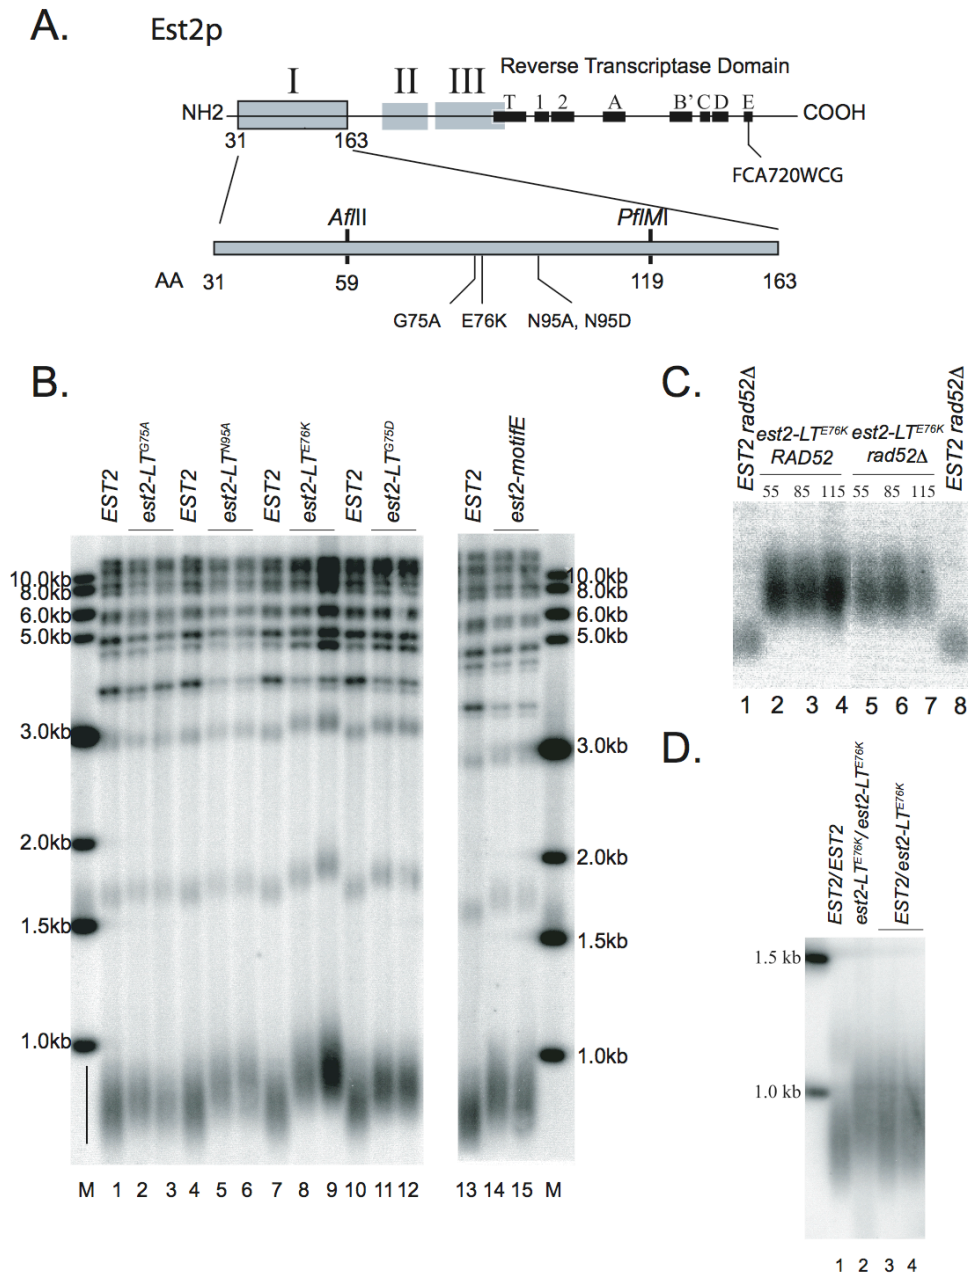 A.
Est2p
Reverse Transcriptase Domain
I II III
T 1 2 A B' C D E
NH2 COOH
31 163
FCA720WCG
AflII PflMI
AA 31 59 119 163
G75A E76K N95A, N95D
B.
EST2 est2-LTG75A EST2 est2-LTN95A EST2 est2-LTE76K EST2 est2-LTG75D EST2 est2-motifE
10.0kb 10.0kb
8.0kb 8.0kb
6.0kb 6.0kb
5.0kb 5.0kb
3.0kb 3.0kb
2.0kb 2.0kb
1.5kb 1.5kb
1.0kb 1.0kb
M 1 2 3 4 5 6 7 8 9 10 11 12 13 14 15 M
C.
EST2 rad52Δ est2-LTE76K RAD52 est2-LTE76K rad52Δ EST2 rad52Δ
55 85 115 55 85 115
1 2 3 4 5 6 7 8
D.
EST2/EST2 est2-LTE76K/est2-LTE76K EST2/est2-LTE76K
1.5 kb
1.0 kb
1 2 3 4